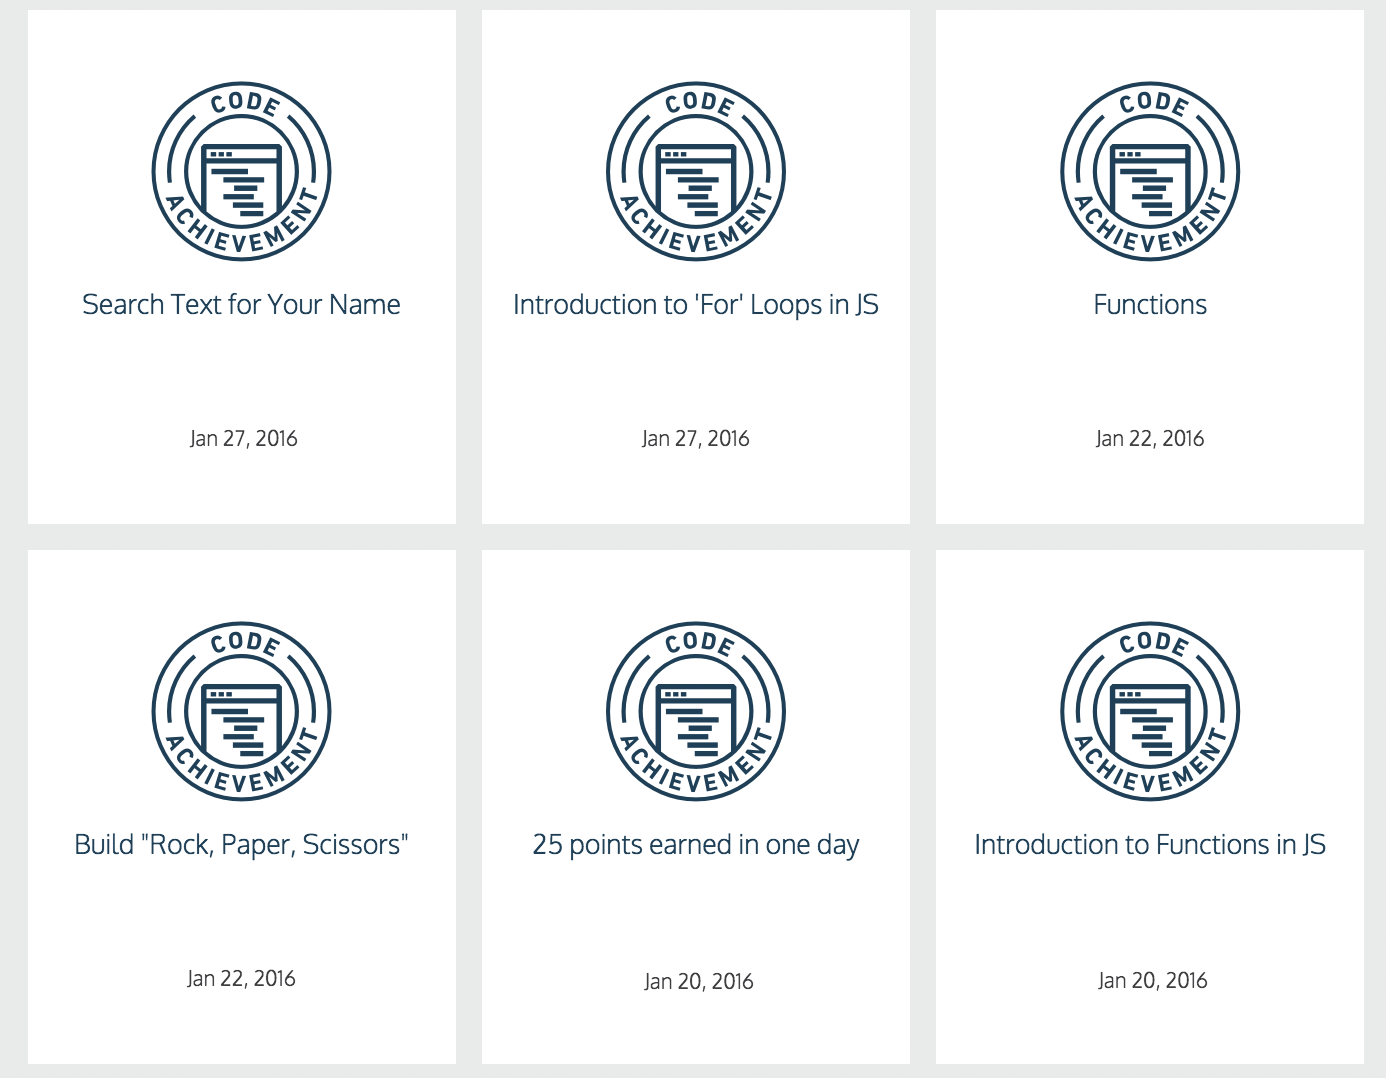 CODE
ACHIEVEMENT
Search Text for Your Name
Jan 27, 2016
CODE
ACHIEVEMENT
Introduction to 'For' Loops in JS
Jan 27, 2016
CODE
ACHIEVEMENT
Functions
Jan 22, 2016
CODE
ACHIEVEMENT
Build "Rock, Paper, Scissors"
Jan 22, 2016
CODE
ACHIEVEMENT
25 points earned in one day
Jan 20, 2016
CODE
ACHIEVEMENT
Introduction to Functions in JS
Jan 20, 2016